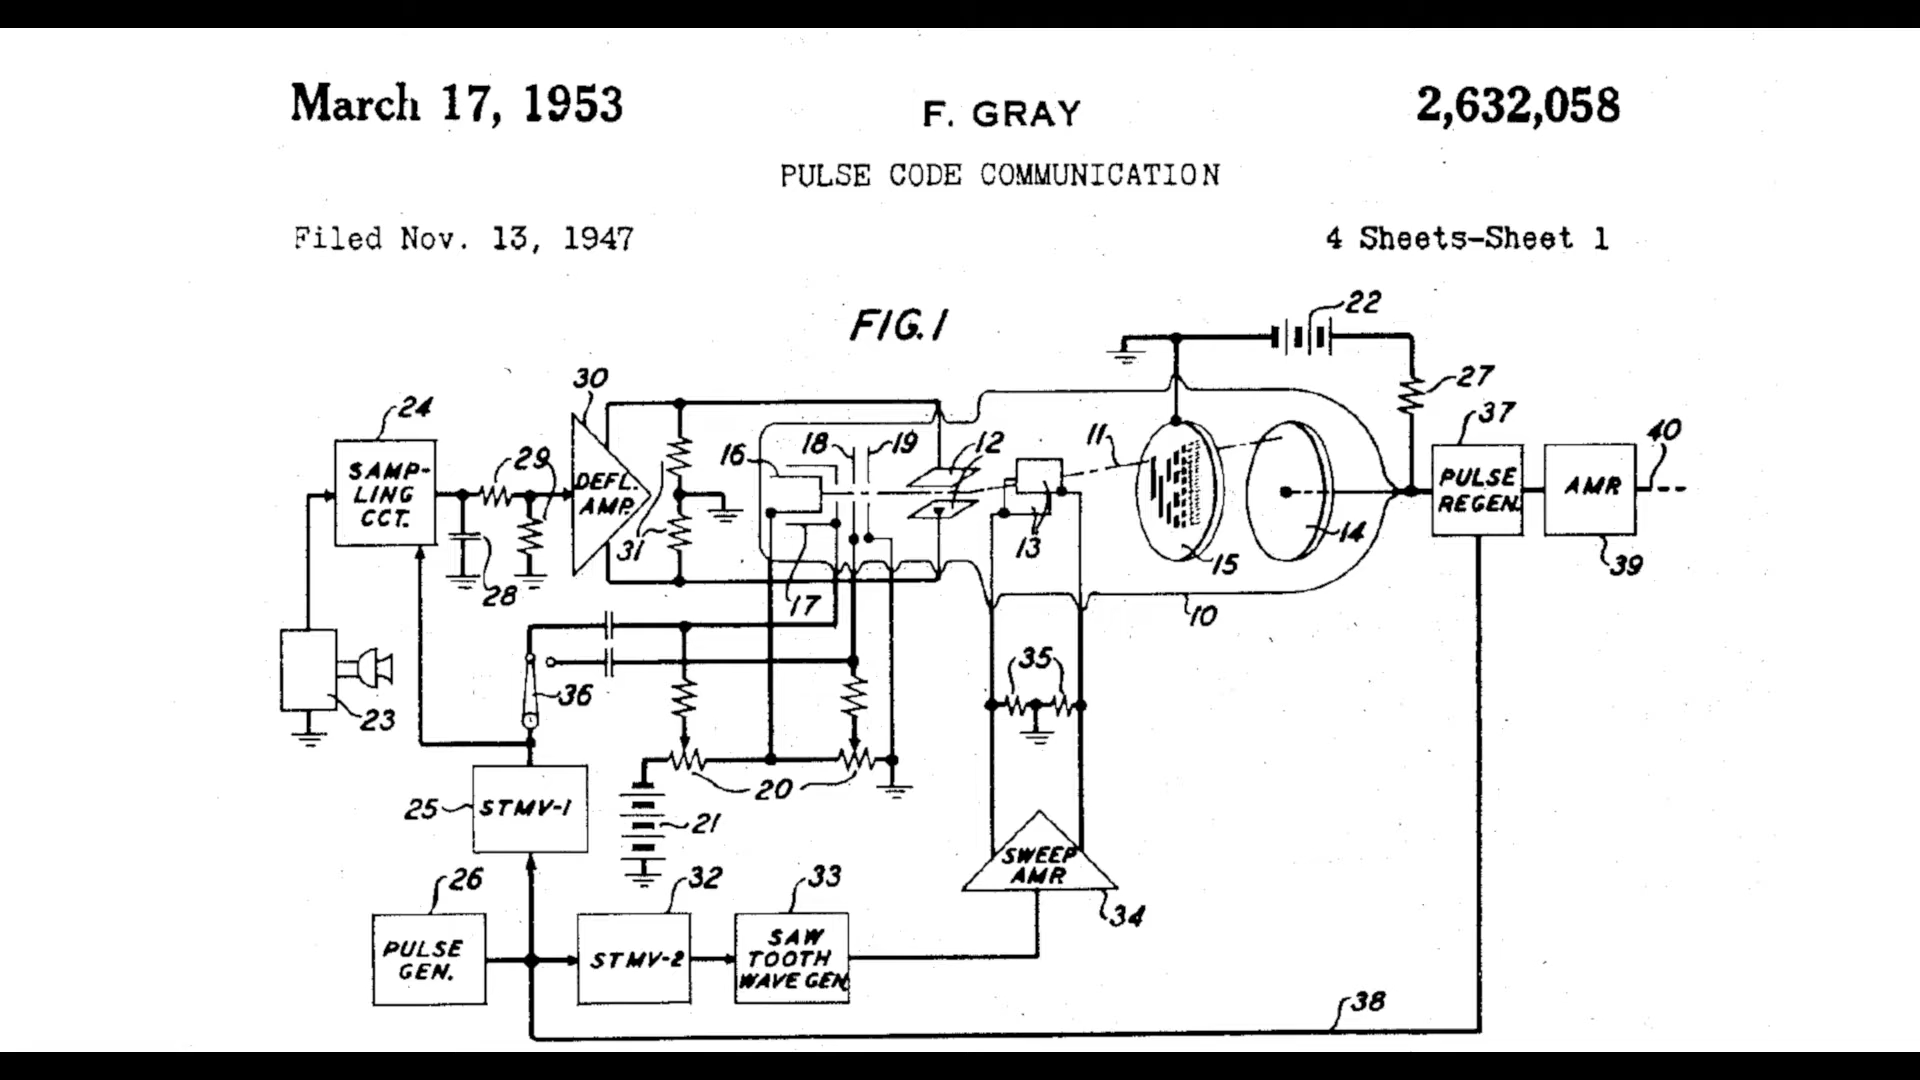 March 17, 1953
F. GRAY
2,632,058
PULSE CODE COMMUNICATION
Filed Nov. 13, 1947
4 Sheets-Sheet 1
FIG. 1
22
30
27
24
37
40
11
18
19
12
16
29
SAMP-
LING
CCT.
DEFL.
AMP.
PULSE
REGEN.
AMR
31
13
15
14
39
28
17
10
36
35
23
20
25
STMV-1
21
SWEEP
AMR
26
32
33
34
PULSE
GEN.
STMV-2
SAW
TOOTH
WAVE GEN
38